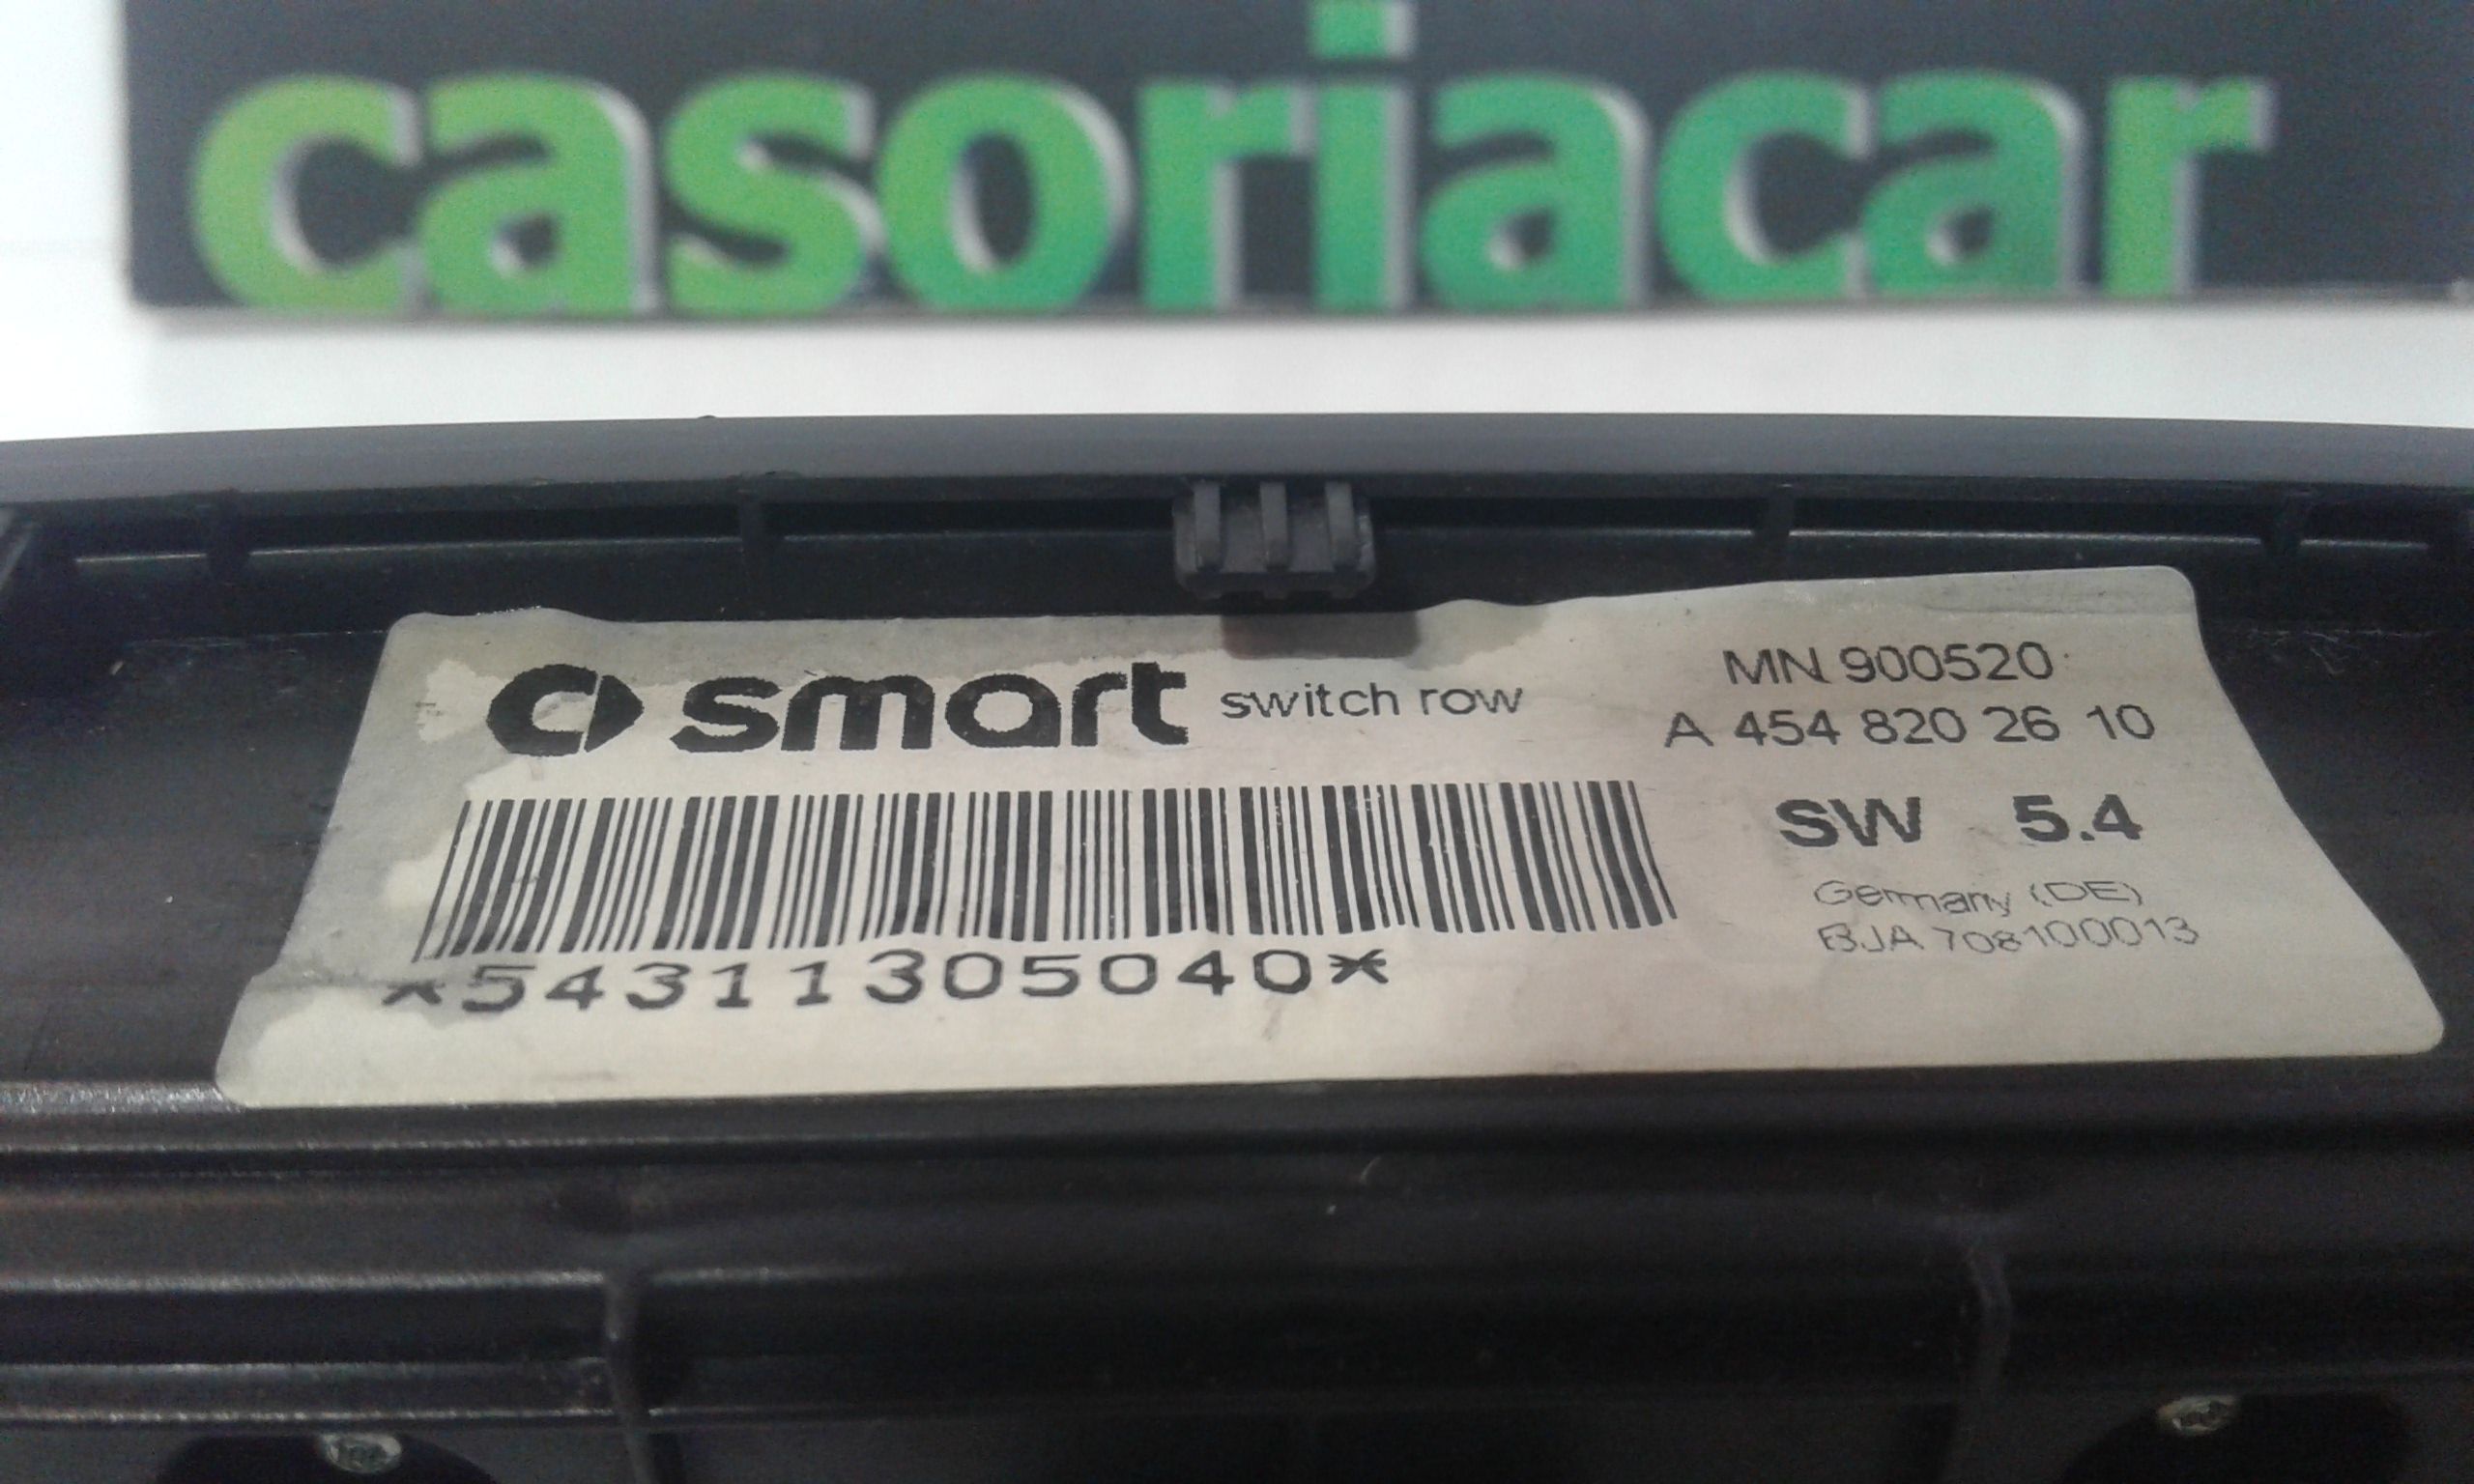 casoriacar
smart switch row
MN 900520
A 454 820 26 10
SW 5.4
Germany (DE)
BJA 708100013
*54311305040*